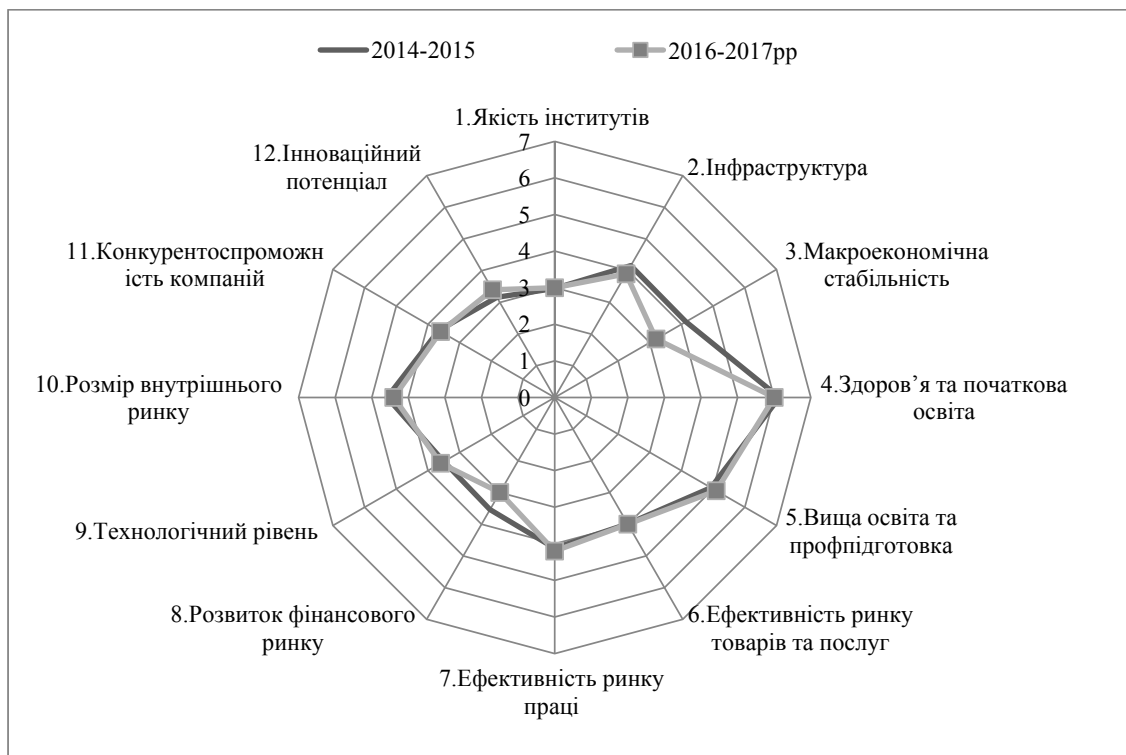 2014-2015
2016-2017рр
1.Якість інститутів
2.Інфраструктура
3.Макроекономічна
стабільність
4.Здоров’я та початкова
освіта
5.Вища освіта та
профпідготовка
6.Ефективність ринку
товарів та послуг
7.Ефективність ринку
праці
8.Розвиток фінансового
ринку
9.Технологічний рівень
10.Розмір внутрішнього
ринку
11.Конкурентоспроможн
ість компаній
12.Інноваційний
потенціал
7
6
5
4
3
2
1
0